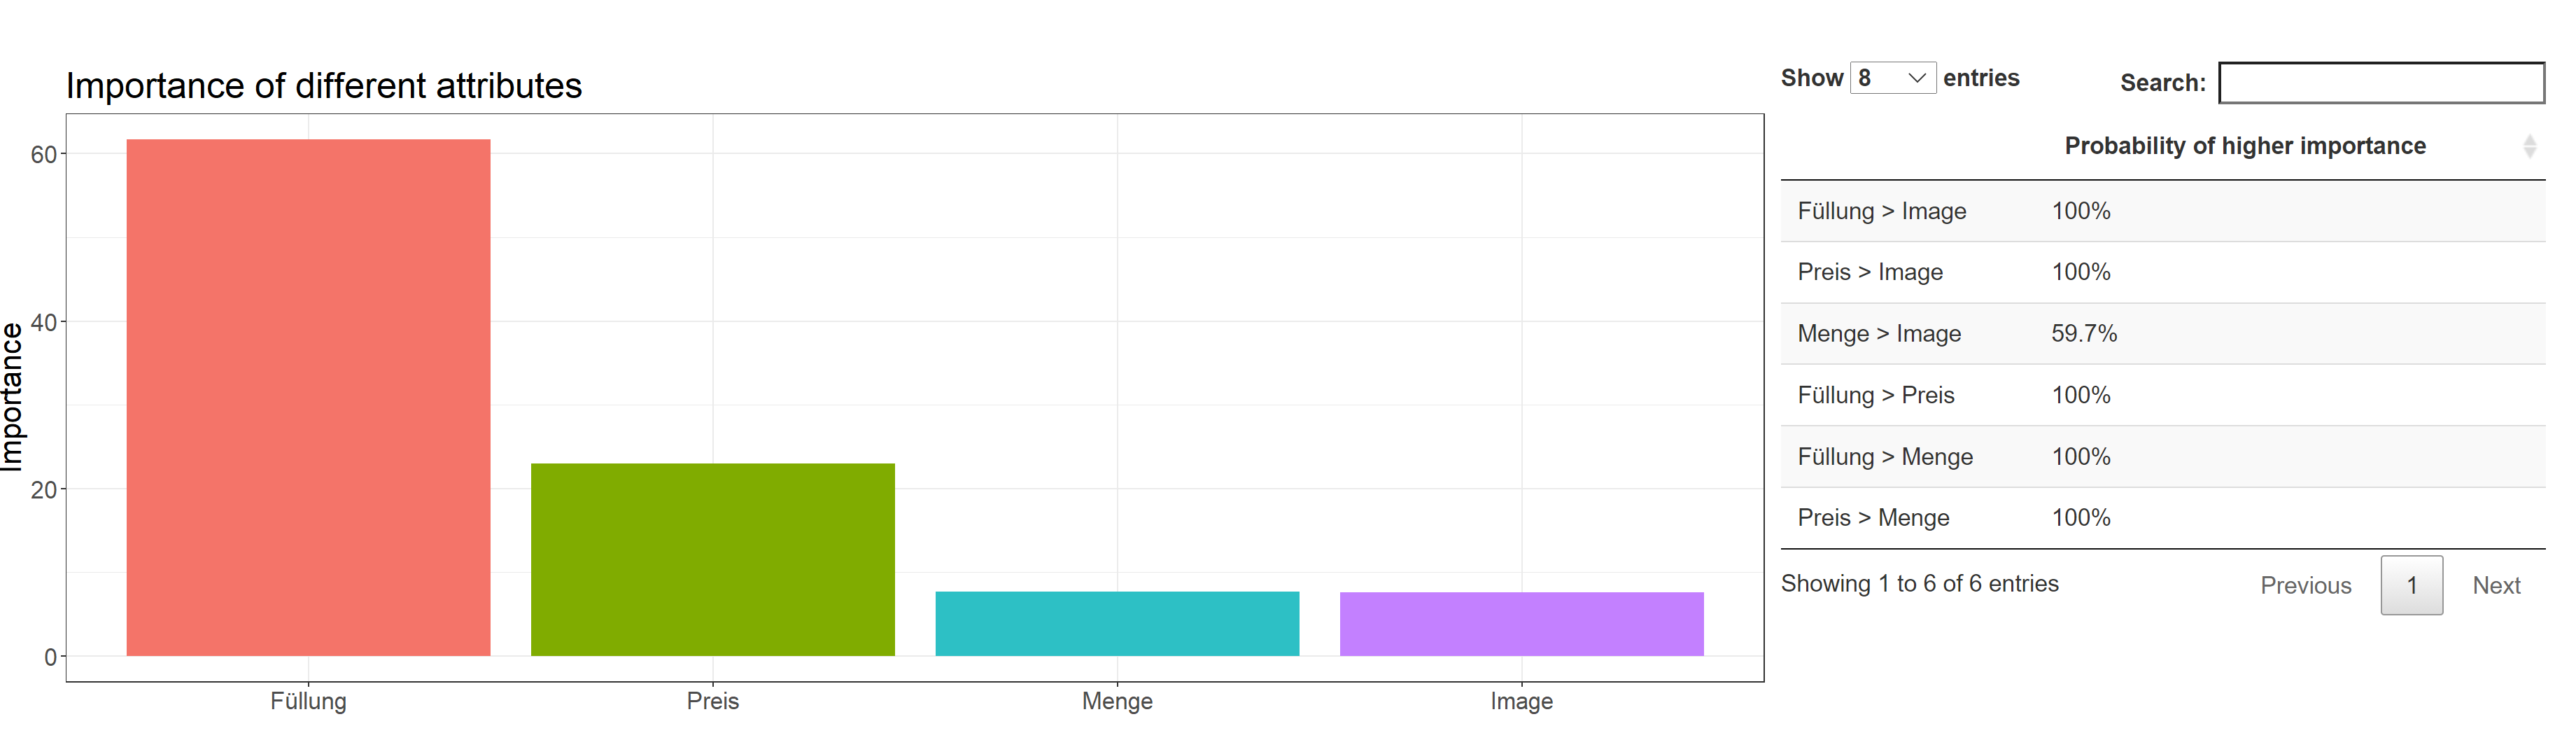 Importance of different attributes
Importance
60
40
20
0
Füllung Preis Menge Image
Show 8 entries Search:
Probability of higher importance
Füllung > Image 100%
Preis > Image 100%
Menge > Image 59.7%
Füllung > Preis 100%
Füllung > Menge 100%
Preis > Menge 100%
Showing 1 to 6 of 6 entries Previous 1 Next